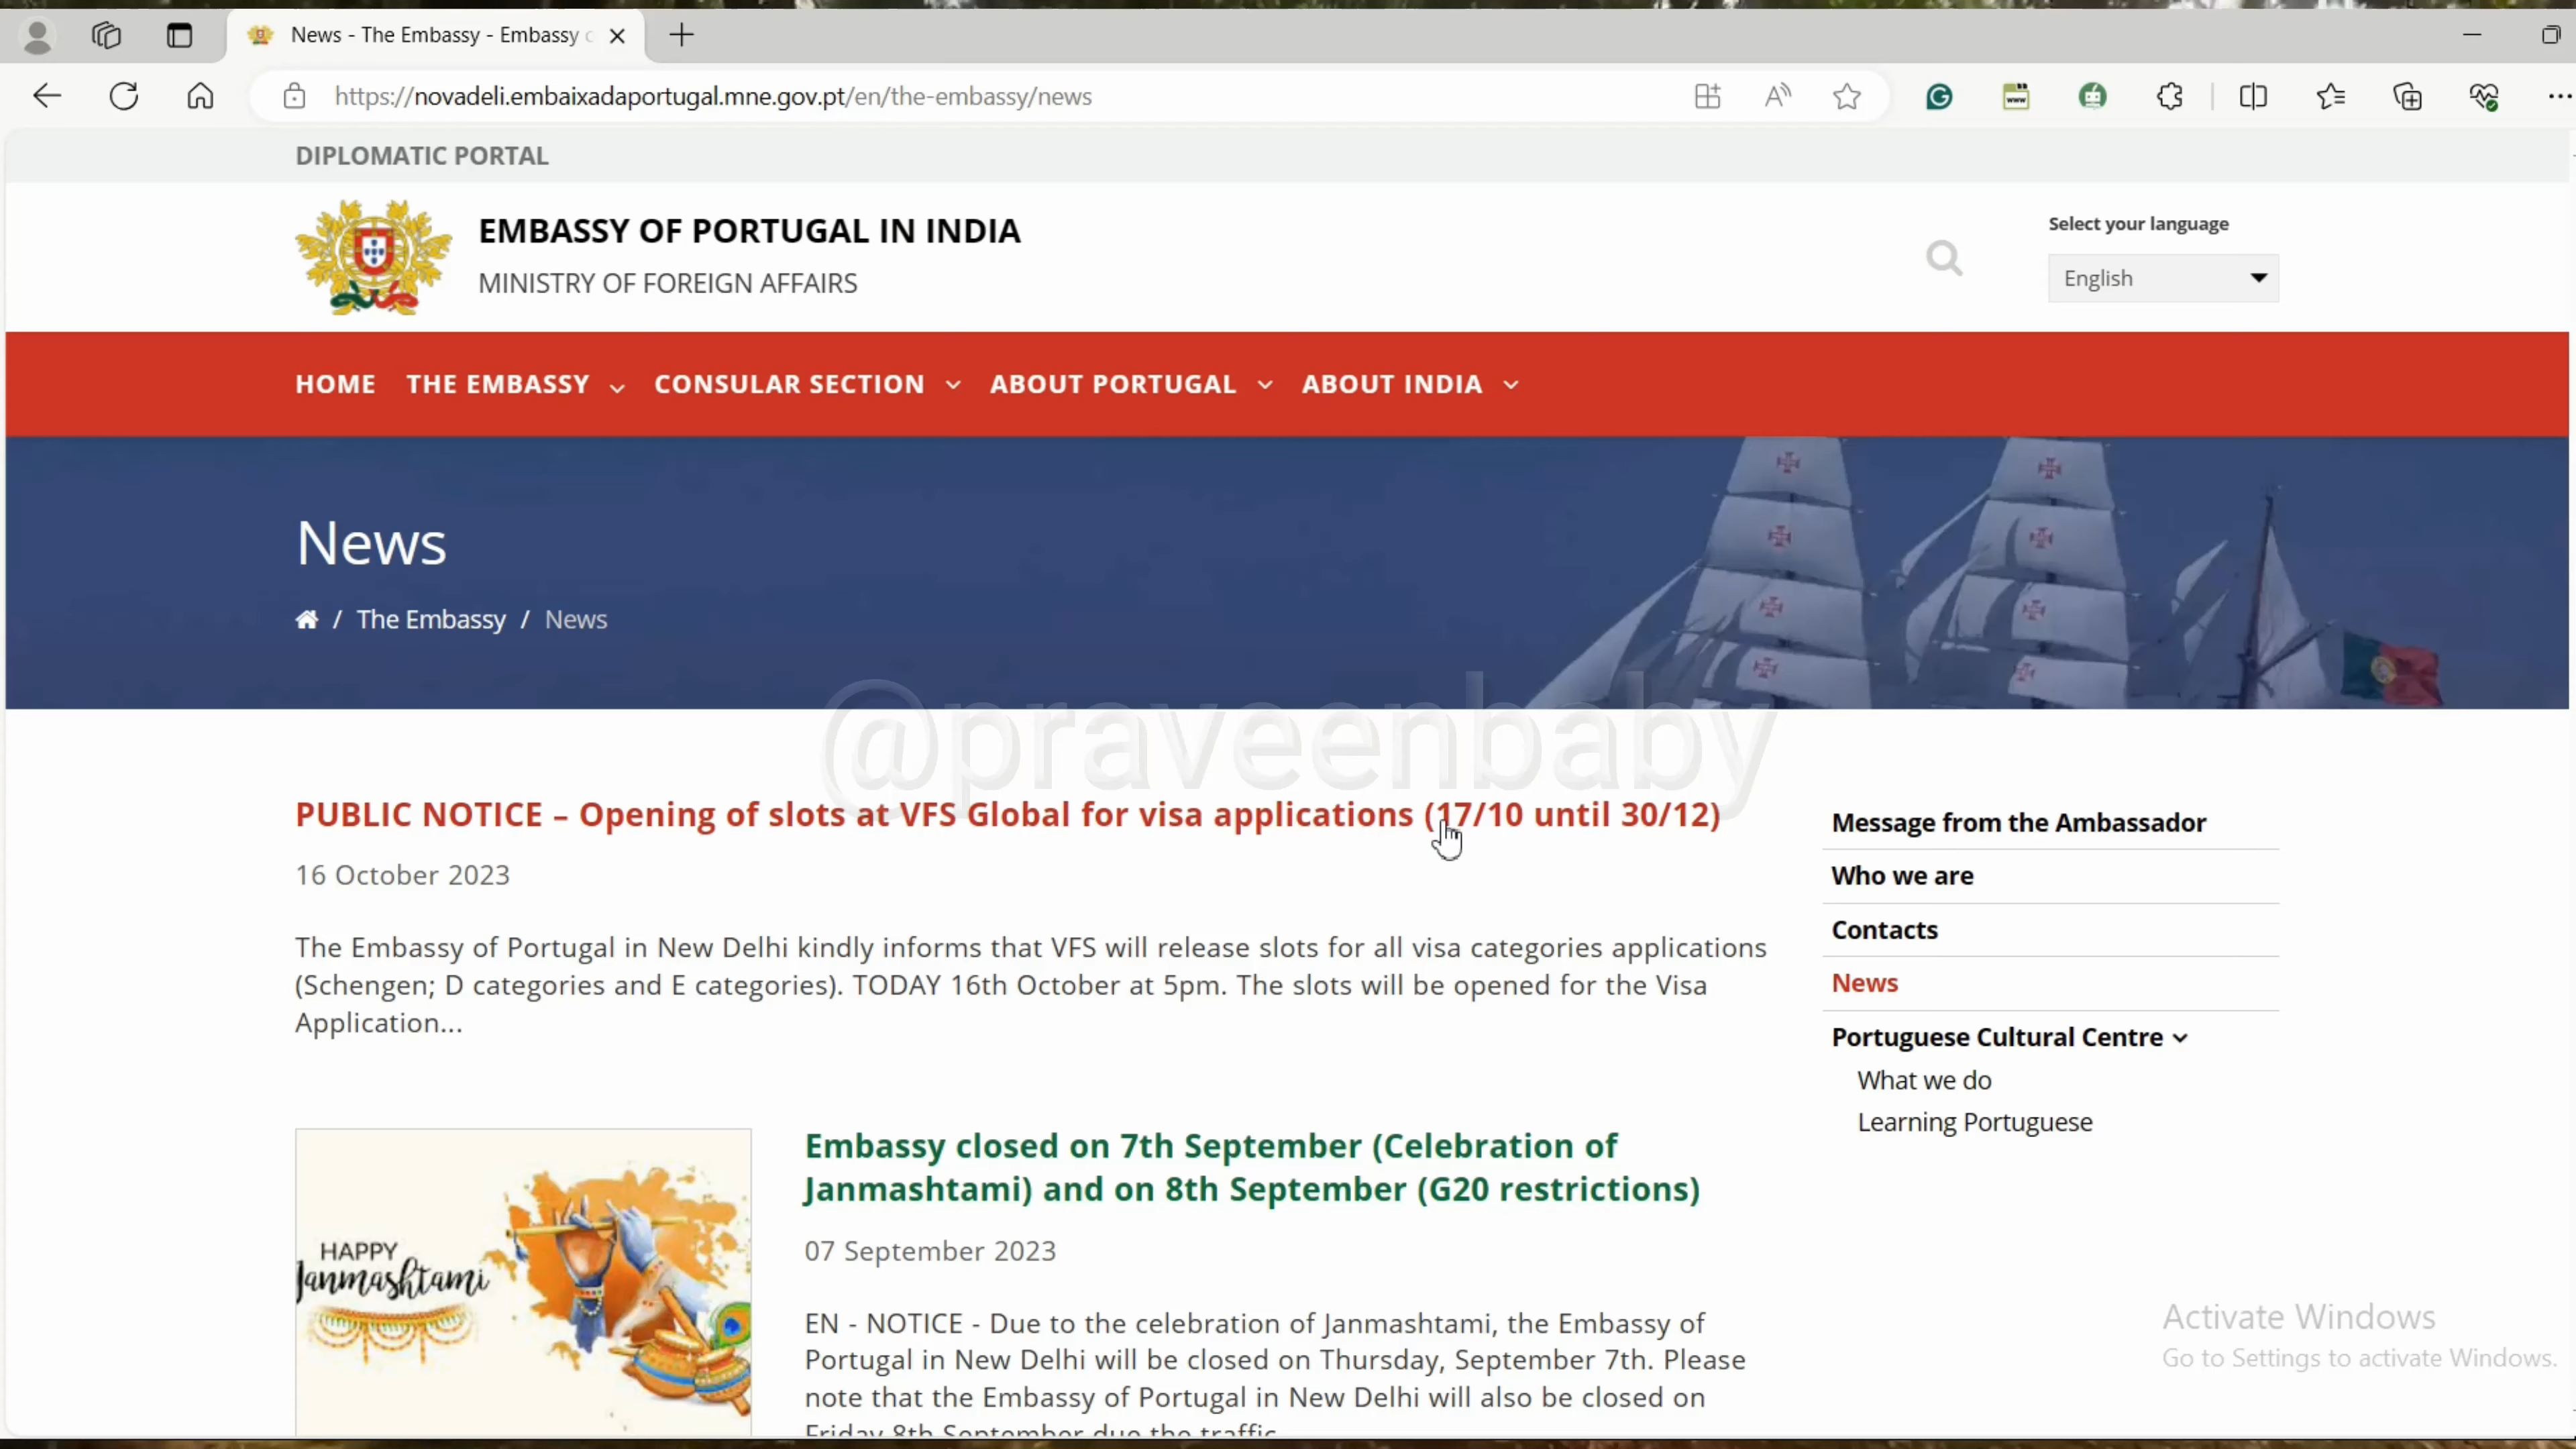 News - The Embassy - Embassy
https://novadeli.embaixadaportugal.mne.gov.pt/en/the-embassy/news
DIPLOMATIC PORTAL
EMBASSY OF PORTUGAL IN INDIA
MINISTRY OF FOREIGN AFFAIRS
Select your language
English
HOME THE EMBASSY CONSULAR SECTION ABOUT PORTUGAL ABOUT INDIA
News
/ The Embassy / News
@praveenbaby
PUBLIC NOTICE – Opening of slots at VFS Global for visa applications (17/10 until 30/12)
16 October 2023
The Embassy of Portugal in New Delhi kindly informs that VFS will release slots for all visa categories applications
(Schengen; D categories and E categories). TODAY 16th October at 5pm. The slots will be opened for the Visa
Application...
Message from the Ambassador
Who we are
Contacts
News
Portuguese Cultural Centre
What we do
Learning Portuguese
HAPPY
Janmashtami
Embassy closed on 7th September (Celebration of
Janmashtami) and on 8th September (G20 restrictions)
07 September 2023
EN - NOTICE - Due to the celebration of Janmashtami, the Embassy of
Portugal in New Delhi will be closed on Thursday, September 7th. Please
note that the Embassy of Portugal in New Delhi will also be closed on
Friday 8th September due the traffic
Activate Windows
Go to Settings to activate Windows.